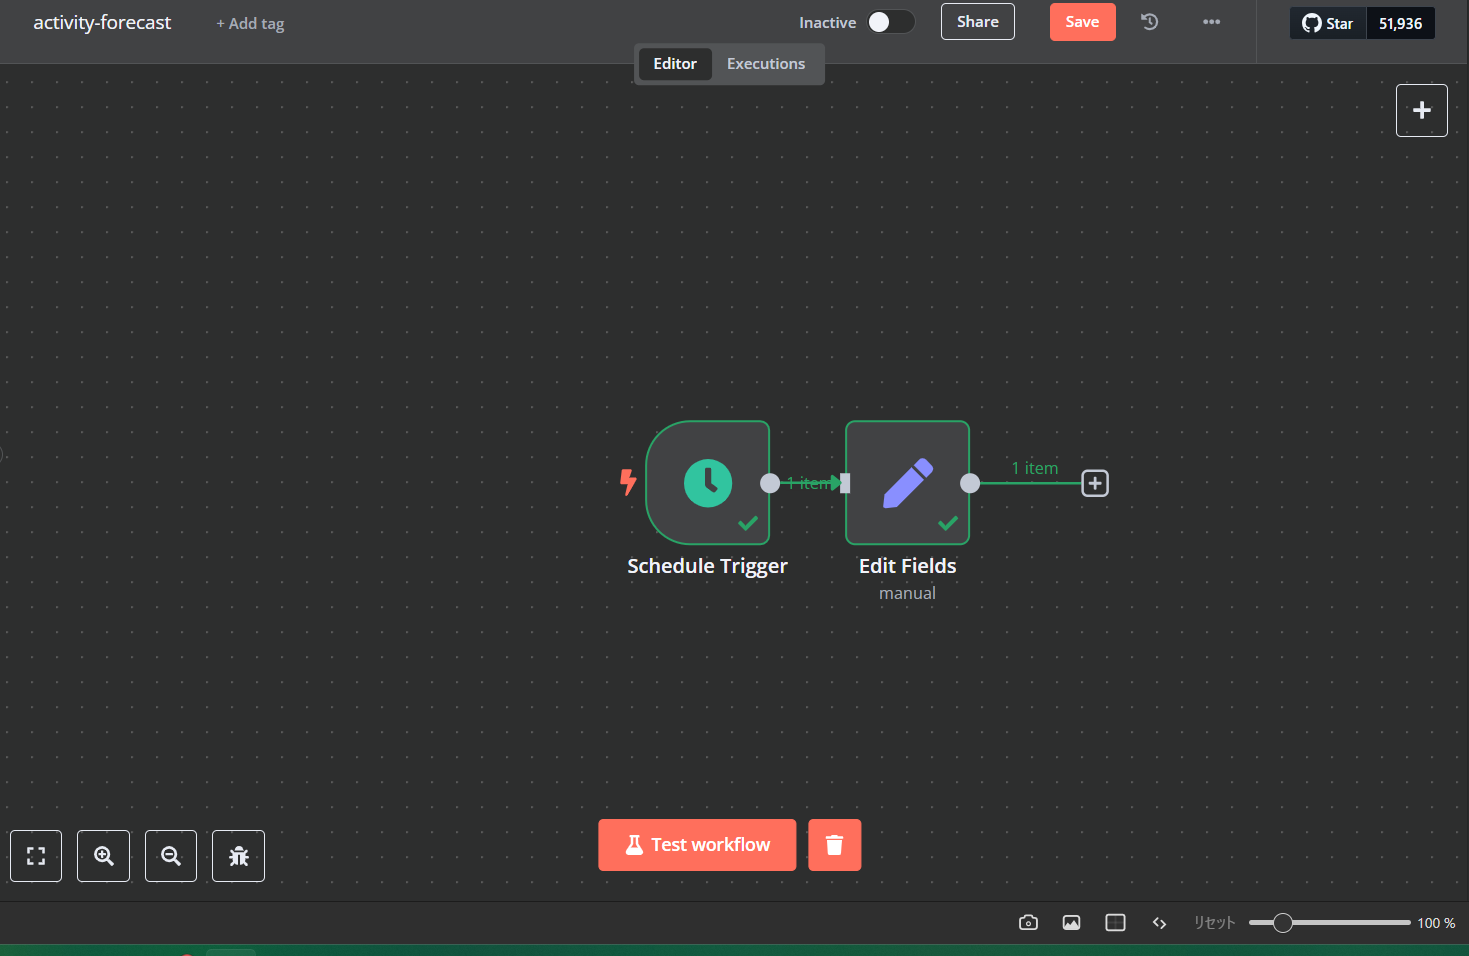 activity-forecast
+ Add tag
Inactive
Share
Save
Star
51,936
Editor
Executions
1 item
1 item
Schedule Trigger
Edit Fields
manual
Test workflow
リセット
100 %